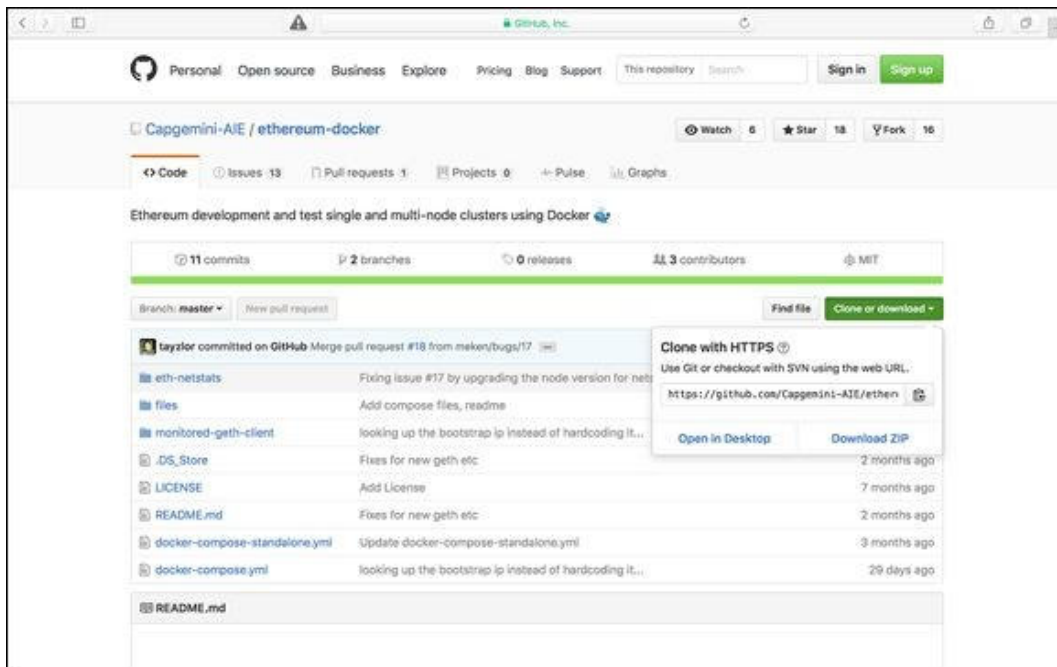 GitHub, Inc.
Personal Open source Business Explore Pricing Blog Support This repository Search Sign in Sign up
Capgemini-AIE / ethereum-docker
Watch 6 Star 18 Fork 16
Code Issues 13 Pull requests 1 Projects 0 Pulse Graphs
Ethereum development and test single and multi-node clusters using Docker
11 commits 2 branches 0 releases 3 contributors MIT
Branch: master New pull request Find file Clone or download
tayzlor committed on GitHub Merge pull request #18 from meken/bugs/17
Clone with HTTPS
Use Git or checkout with SVN using the web URL.
https://github.com/Capgemini-AIE/ether
Open in Desktop Download ZIP
eth-netstats Fixing issue #17 by upgrading the node version for
files Add compose files, readme
monitored-geth-client looking up the bootstrap ip instead of hardcoding it...
.DS_Store Fixes for new geth etc 2 months ago
LICENSE Add License 7 months ago
README.md Fixes for new geth etc 2 months ago
docker-compose-standalone.yml Update docker-compose-standalone.yml 3 months ago
docker-compose.yml looking up the bootstrap ip instead of hardcoding it... 29 days ago
README.md